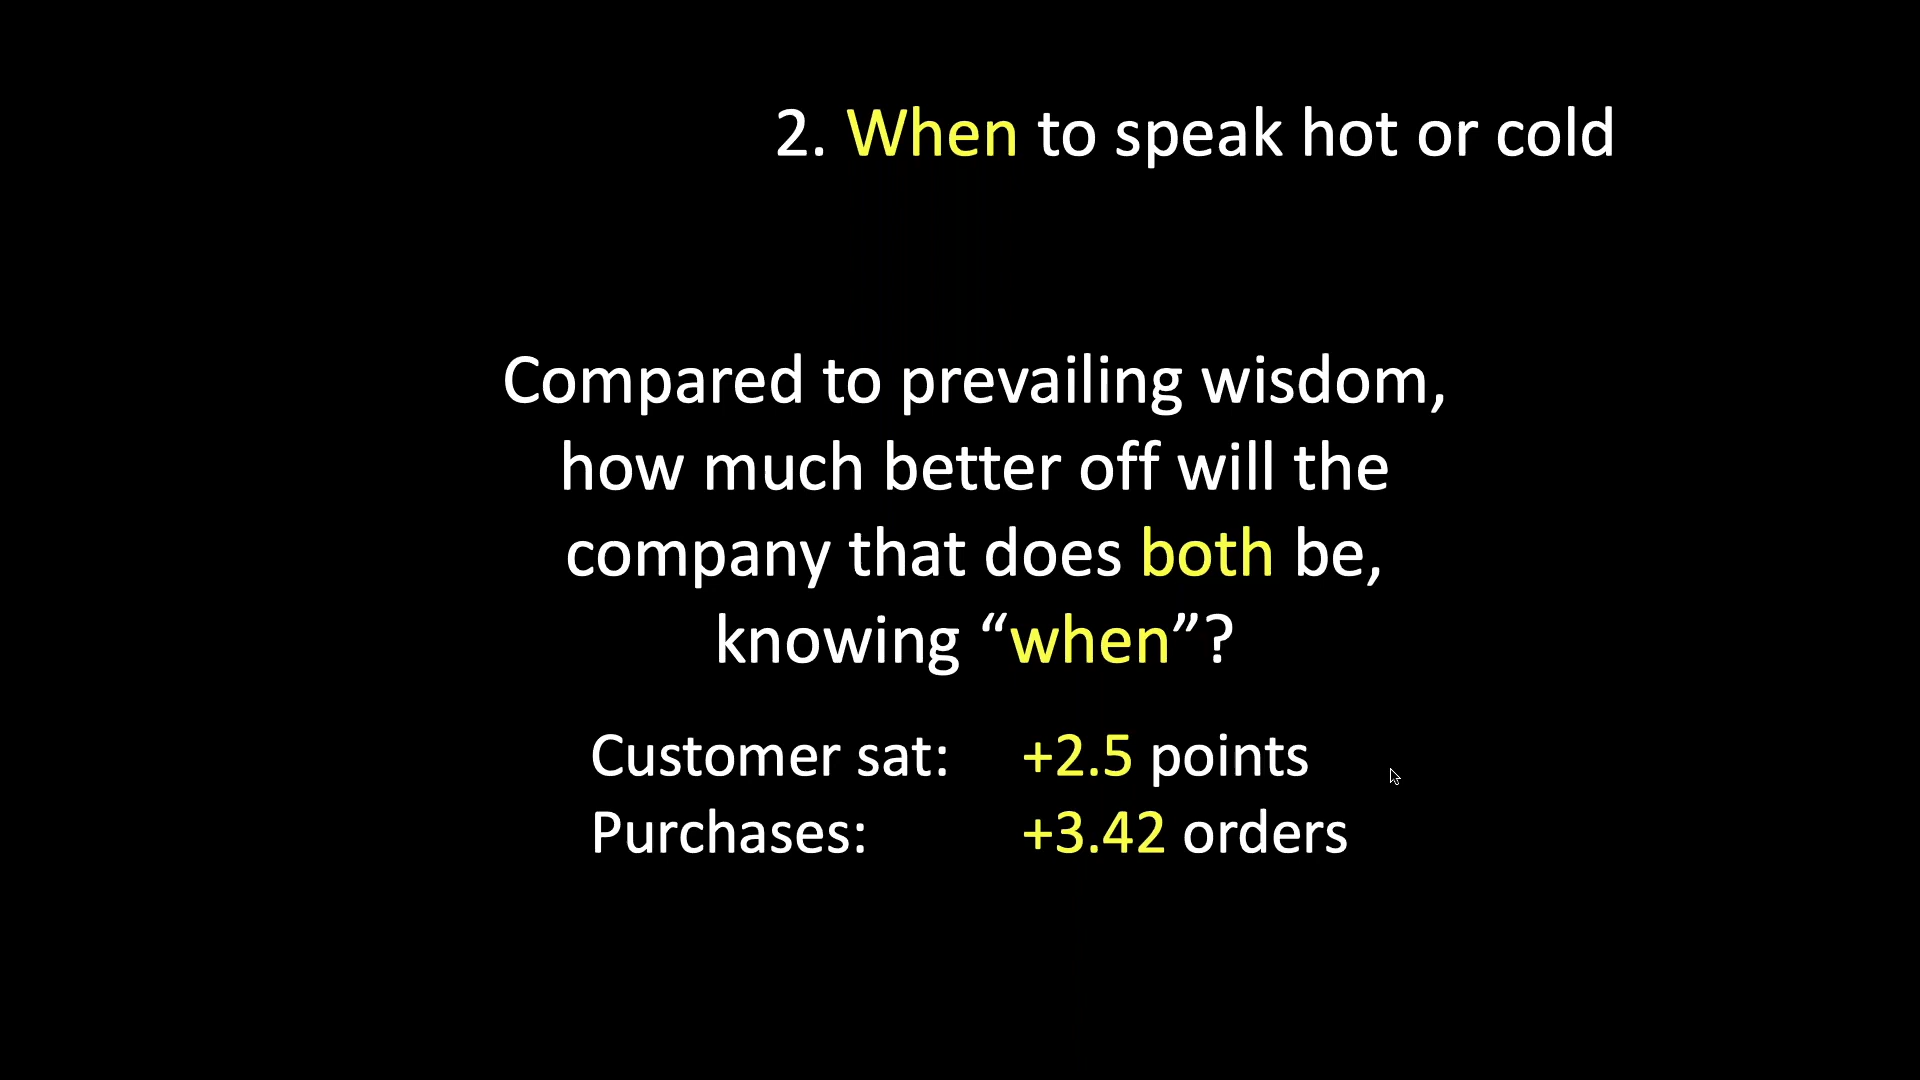 2. When to speak hot or cold
Compared to prevailing wisdom,
how much better off will the
company that does both be,
knowing “when”?
Customer sat: +2.5 points
Purchases: +3.42 orders